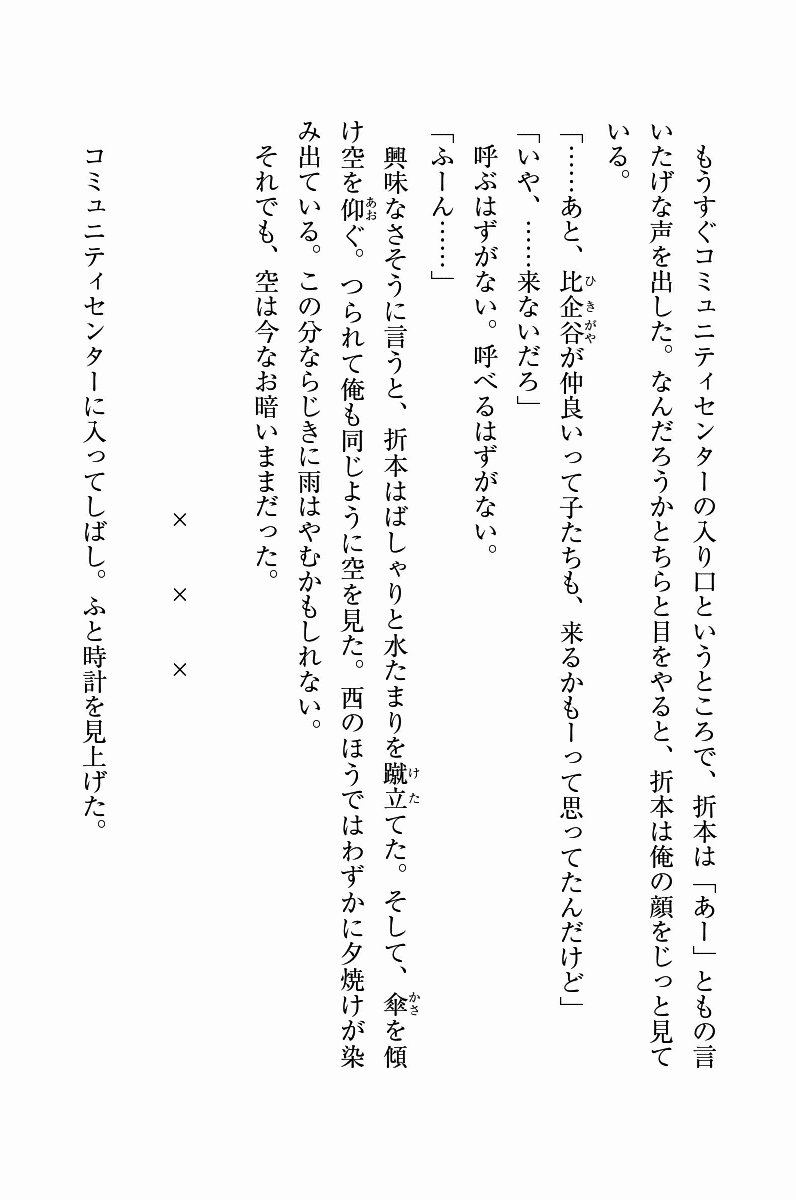 もうすぐコミュニティセンターの入り口というところで、折本は「あー」ともの言
いたげな声を出した。なんだろうかとちらと目をやると、折本は俺の顔をじっと見て
いる。
「……あと、比企谷が仲良いって子たちも、来るかもーって思ってたんだけど」
「いや、……来ないだろ」
　呼ぶはずがない。呼べるはずがない。
「ふーん……」
　興味なさそうに言うと、折本はばしゃりと水たまりを蹴立てた。そして、傘を傾
け空を仰ぐ。つられて俺も同じように空を見た。西のほうではわずかに夕焼けが染
み出ている。この分ならじきに雨はやむかもしれない。
　それでも、空は今なお暗いままだった。
×　×　×
　コミュニティセンターに入ってしばし。ふと時計を見上げた。